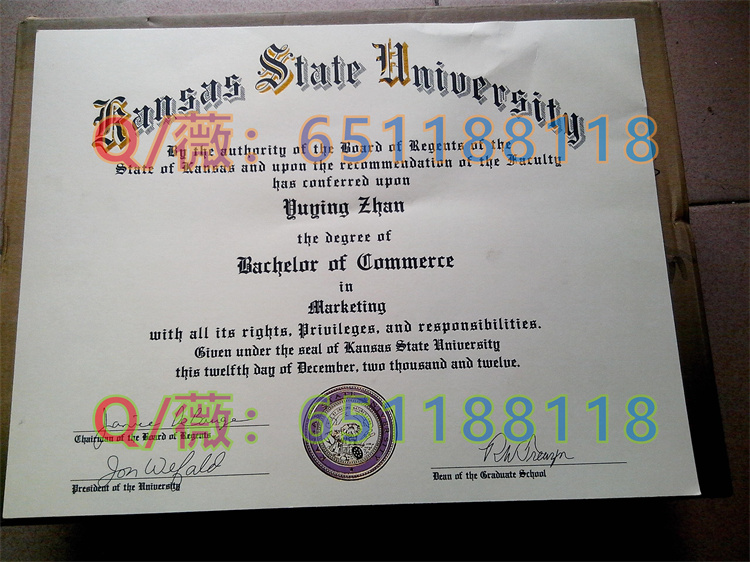 Kansas State University
Q/薇：651188118
By the authority of the Board of Regents of the
State of Kansas and upon the recommendation of the Faculty
has conferred upon
Yuying Zhan
the degree of
Bachelor of Commerce
in
Marketing
with all its rights, Privileges, and responsibilities.
Given under the seal of Kansas State University
this twelfth day of December, two thousand and twelve.
Q/薇：651188118
Chairman of the Board of Regents
Jon Wefald
President of the University
Dean of the Graduate School